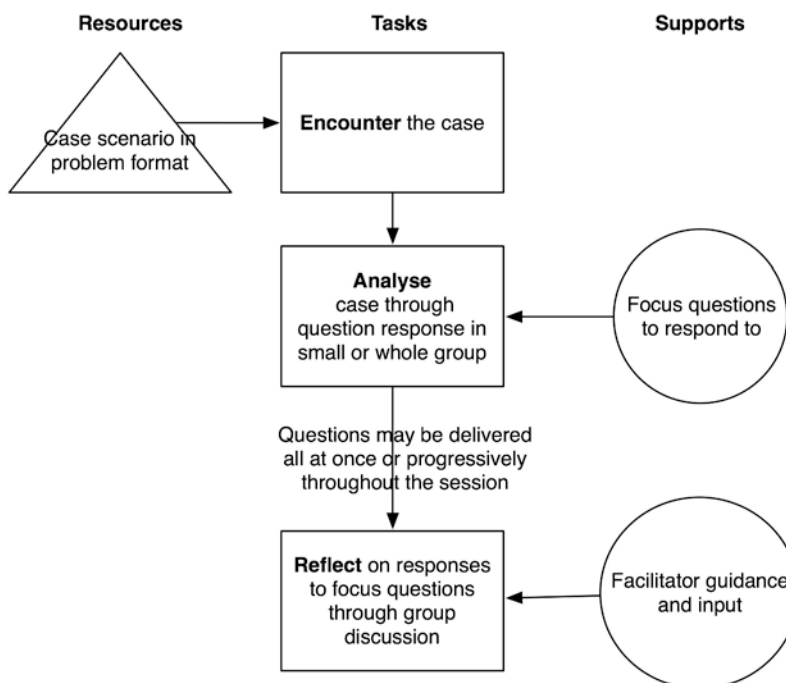 Resources
Tasks
Supports
Case scenario in
problem format
Encounter the case
Analyse
case through
question response in
small or whole group
Focus questions
to respond to
Questions may be delivered
all at once or progressively
throughout the session
Reflect on responses
to focus questions
through group
discussion
Facilitator guidance
and input